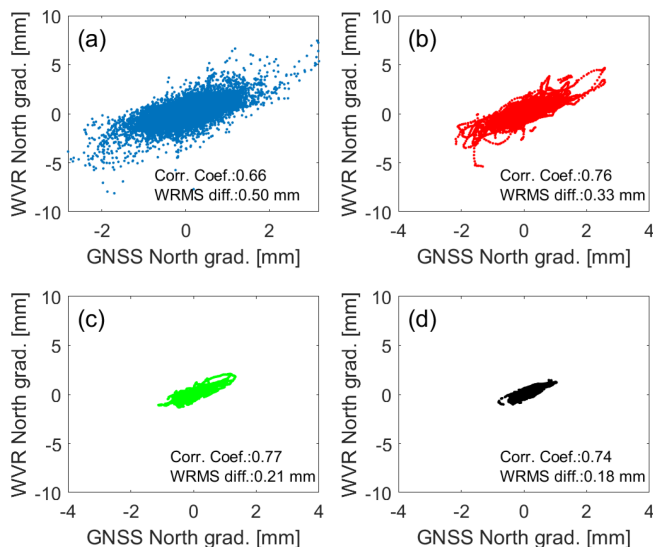 (a)
10
5
0
-5
-10
WVR North grad. [mm]
Corr. Coef.:0.66
WRMS diff.:0.50 mm
-2
0
2
GNSS North grad. [mm]
(b)
10
5
0
-5
-10
WVR North grad. [mm]
Corr. Coef.:0.76
WRMS diff.:0.33 mm
-4
-2
0
2
4
GNSS North grad. [mm]
(c)
10
5
0
-5
-10
WVR North grad. [mm]
Corr. Coef.:0.77
WRMS diff.:0.21 mm
-4
-2
0
2
4
GNSS North grad. [mm]
(d)
10
5
0
-5
-10
WVR North grad. [mm]
Corr. Coef.:0.74
WRMS diff.:0.18 mm
-4
-2
0
2
4
GNSS North grad. [mm]